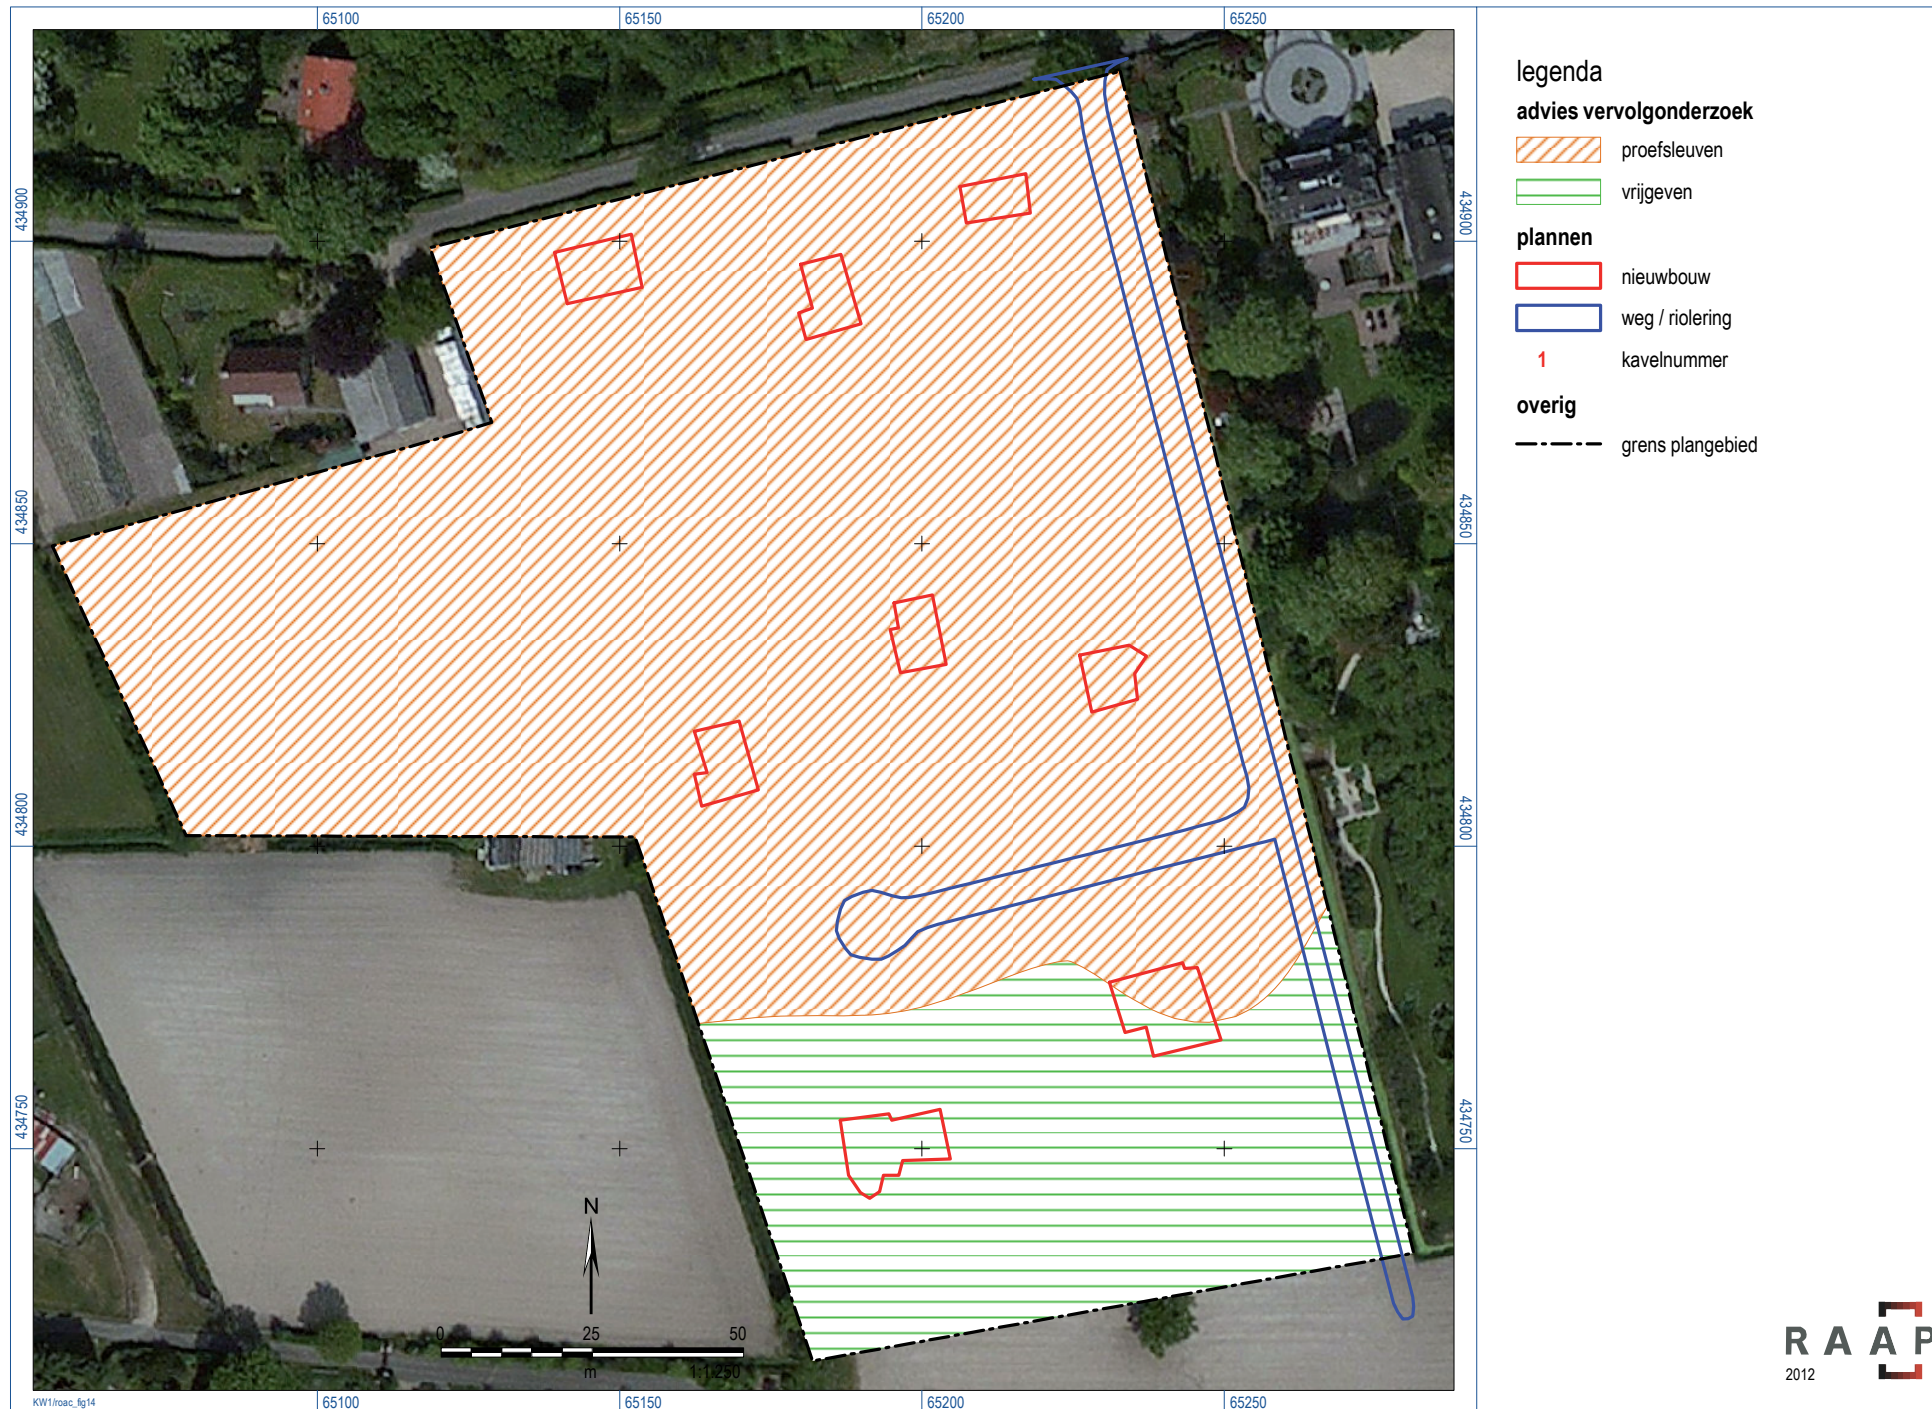 65100 65150 65200 65250
434900
434850
434800
434750
434900
434850
434800
434750
N
0 25 50
m 1:1.250
65100 65150 65200 65250
KW1/roac_fig14
legenda
advies vervolgonderzoek
proefsleuven
vrijgeven
plannen
nieuwbouw
weg / riolering
1 kavelnummer
overig
grens plangebied
RAAP
2012